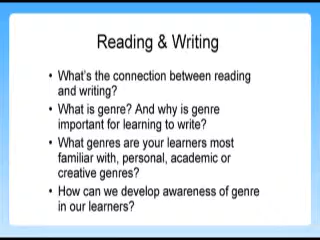 Reading & Writing
• What's the connection between reading
and writing?
• What is genre? And why is genre
important for learning to write?
• What genres are your learners most
familiar with, personal, academic or
creative genres?
• How can we develop awareness of genre
in our learners?